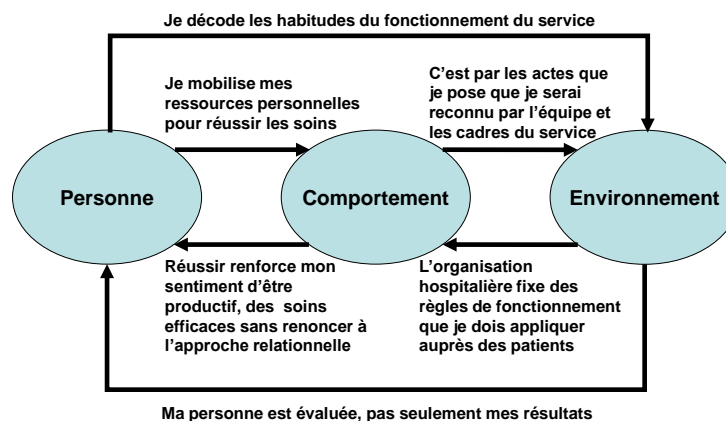 Je décode les habitudes du fonctionnement du service
Je mobilise mes
ressources personnelles
pour réussir les soins
C'est par les actes que
je pose que je serai
reconnu par l'équipe et
les cadres du service
Personne
Comportement
Environnement
Réussir renforce mon
sentiment d'être
productif, des soins
efficaces sans renoncer à
l'approche relationnelle
L'organisation
hospitalière fixe des
règles de fonctionnement
que je dois appliquer
auprès des patients
Ma personne est évaluée, pas seulement mes résultats